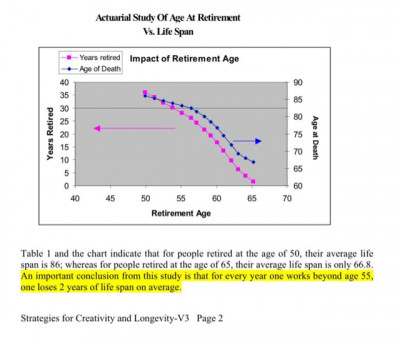 Actuarial Study Of Age At Retirement
Vs. Life Span
Years retired
Age of Death
Impact of Retirement Age
40
35
30
25
20
15
10
5
0
Years Retired
90
85
80
75
70
65
60
Age at Death
40 45 50 55 60 65 70
Retirement Age
Table 1 and the chart indicate that for people retired at the age of 50, their average life
span is 86; whereas for people retired at the age of 65, their average life span is only 66.8.
An important conclusion from this study is that for every year one works beyond age 55,
one loses 2 years of life span on average.
Strategies for Creativity and Longevity-V3 Page 2